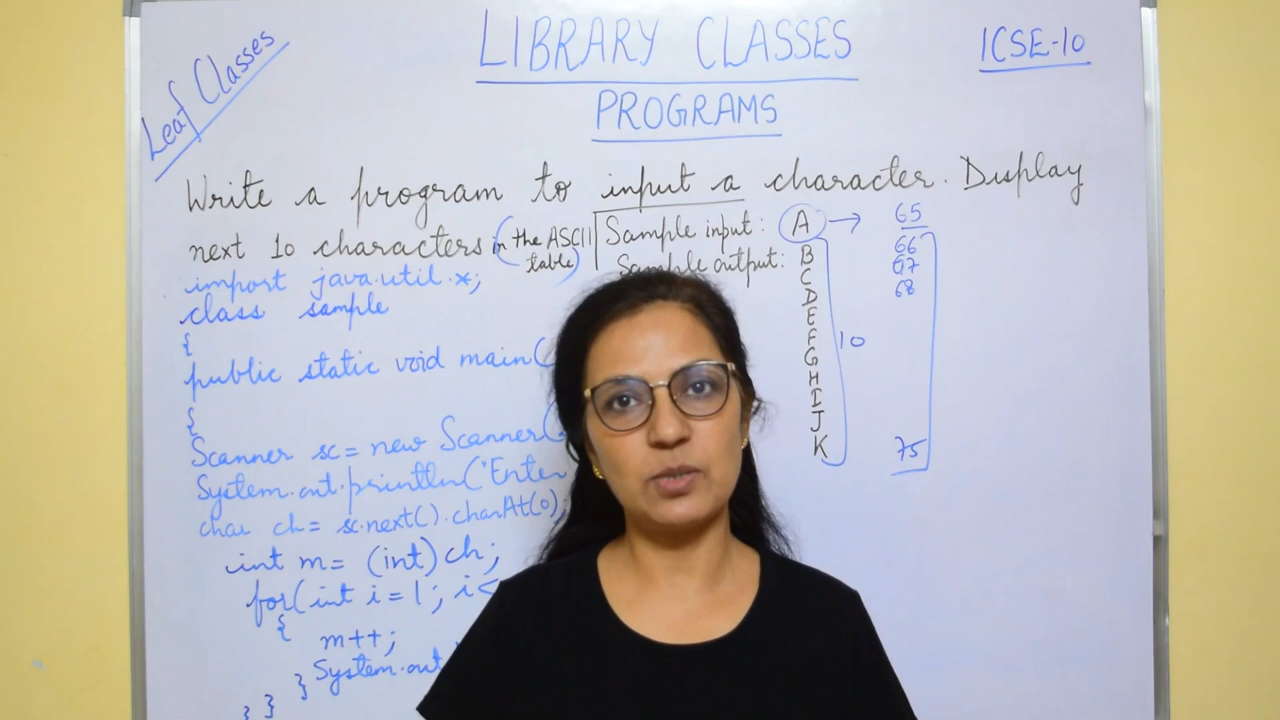 Leaf Classes
LIBRARY CLASSES
ICSE-10
PROGRAMS
Write a program to input a character. Display
next 10 characters in the ASCII
table
Sample input: A → 65
Sample output: B 66
C 67
D 68
E
F
G
H
I
J
K 75
10
import java.util.*;
class sample
{
public static void main(
{
Scanner sc = new Scanner(
System.out.println("Enter
char ch = sc.next().charAt(0);
int m = (int) ch;
for(int i = 1; i<
{
m++;
System.out
}
} }